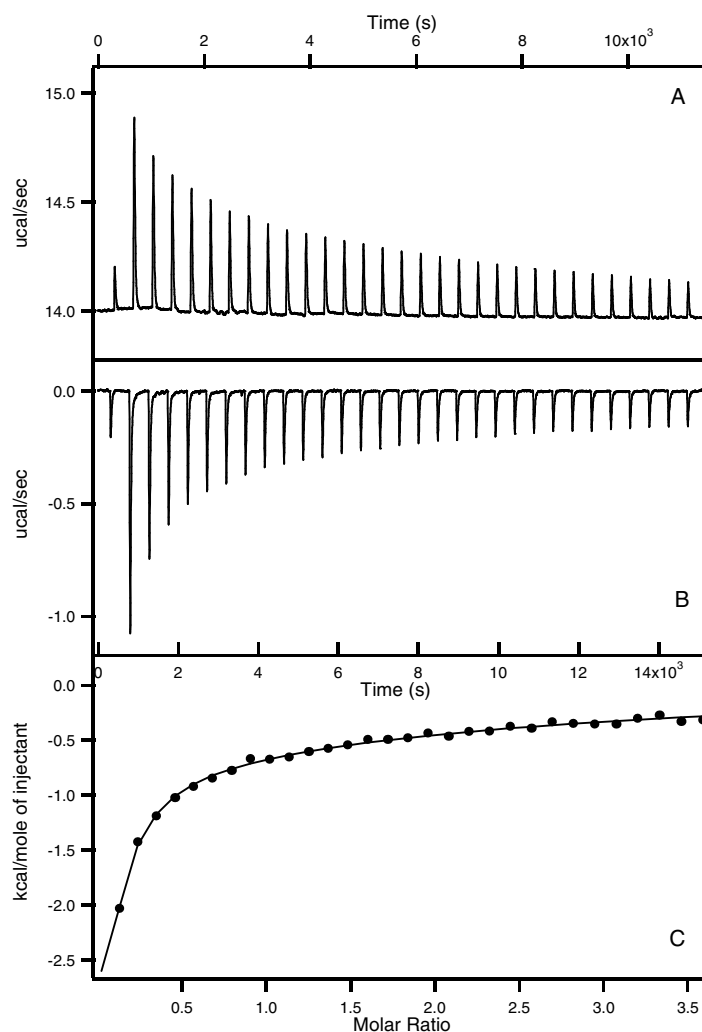 Time (s)
0 2 4 6 8 10x10³
15.0
A
14.5
14.0
ucal/sec
0.0
-0.5
-1.0
ucal/sec
B
0 2 4 6 8 10 12 14x10³
Time (s)
0.0
-0.5
-1.0
-1.5
-2.0
-2.5
kcal/mole of injectant
C
0.5 1.0 1.5 2.0 2.5 3.0 3.5
Molar Ratio